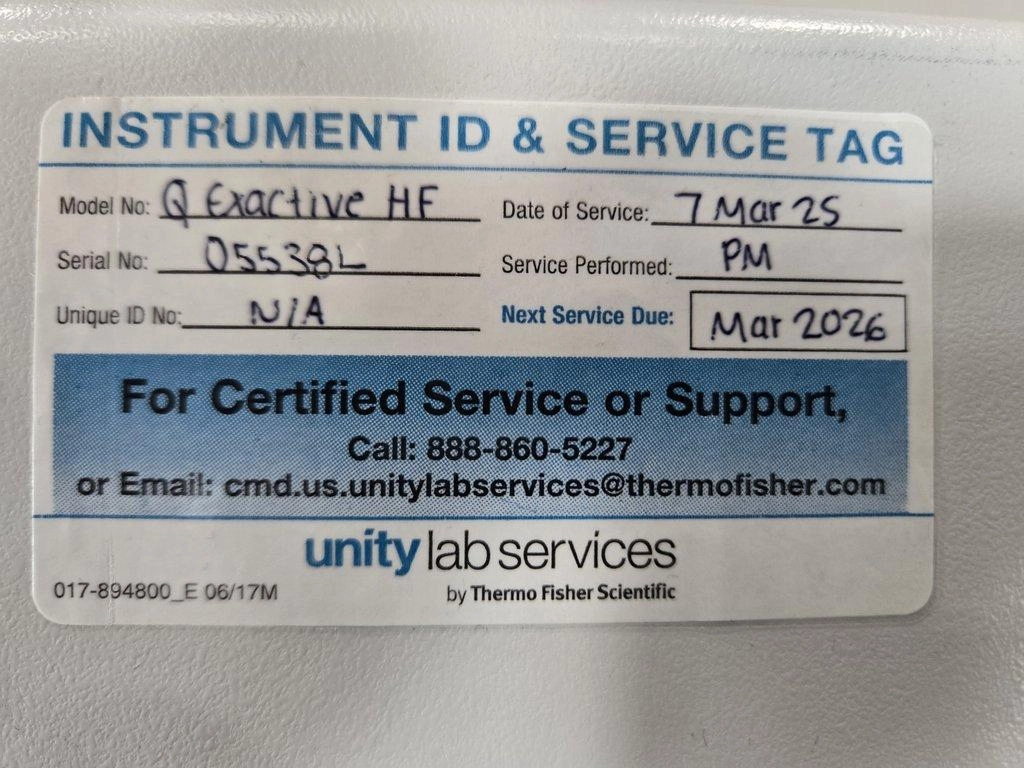 INSTRUMENT ID & SERVICE TAG
Model No: Q Exactive HF Date of Service: 7 Mar 25
Serial No: 05538L Service Performed: PM
Unique ID No: N/A Next Service Due: Mar 2026
For Certified Service or Support,
Call: 888-860-5227
or Email: cmd.us.unitylabservices@thermofisher.com
unity lab services
017-894800_E 06/17M by Thermo Fisher Scientific